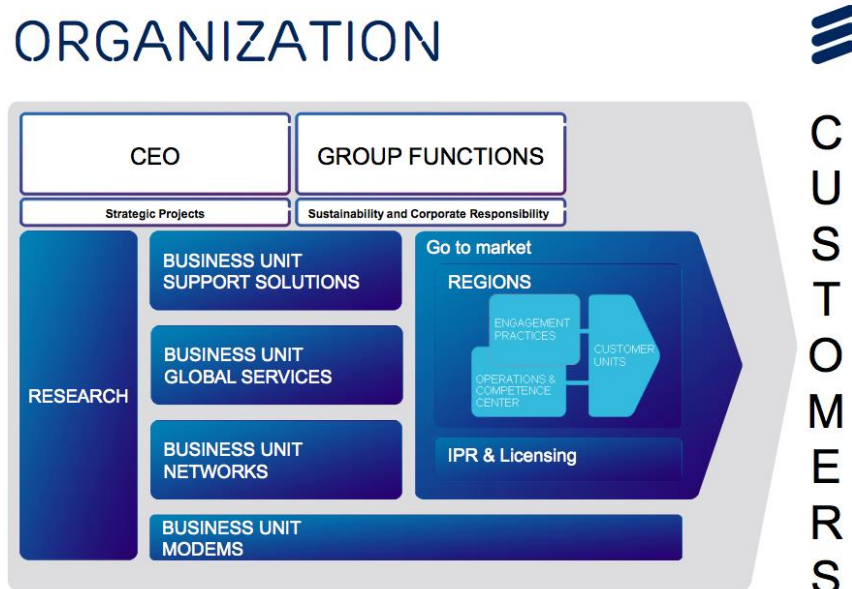 ORGANIZATION
CEO
GROUP FUNCTIONS
Strategic Projects
Sustainability and Corporate Responsibility
RESEARCH
BUSINESS UNIT
SUPPORT SOLUTIONS
BUSINESS UNIT
GLOBAL SERVICES
BUSINESS UNIT
NETWORKS
BUSINESS UNIT
MODEMS
Go to market
REGIONS
ENGAGEMENT
PRACTICES
OPERATIONS &
COMPETENCE
CENTER
CUSTOMER
UNITS
IPR & Licensing
CUSTOMERS